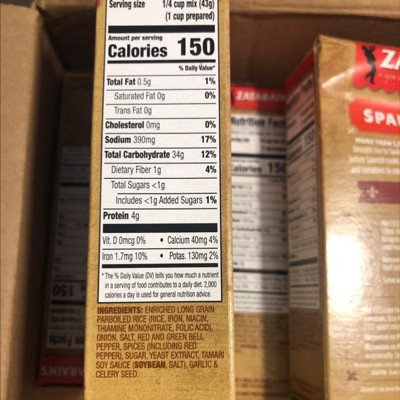 Serving size 1/4 cup mix (43g)
(1 cup prepared)
Amount per serving
Calories 150
% Daily Value*
Total Fat 0.5g 1%
Saturated Fat 0g 0%
Trans Fat 0g
Cholesterol 0mg 0%
Sodium 390mg 17%
Total Carbohydrate 34g 12%
Dietary Fiber 1g 4%
Total Sugars <1g
Includes <1g Added Sugars 1%
Protein 4g
Vit. D 0mcg 0% • Calcium 40mg 4%
Iron 1.7mg 10% • Potas. 130mg 2%
* The % Daily Value (DV) tells you how much a nutrient
in a serving of food contributes to a daily diet. 2,000
calories a day is used for general nutrition advice.
INGREDIENTS: ENRICHED LONG GRAIN
PARBOILED RICE (RICE, IRON, NIACIN,
THIAMINE MONONITRATE, FOLIC ACID),
ONION, SALT, RED AND GREEN BELL
PEPPER, SPICES (INCLUDING RED
PEPPER), SUGAR, YEAST EXTRACT, TAMARI
SOY SAUCE (SOYBEAN, SALT), GARLIC &
CELERY SEED.
ZATARAIN'S
Nutrition Facts
Calories 150
ZA
SPA